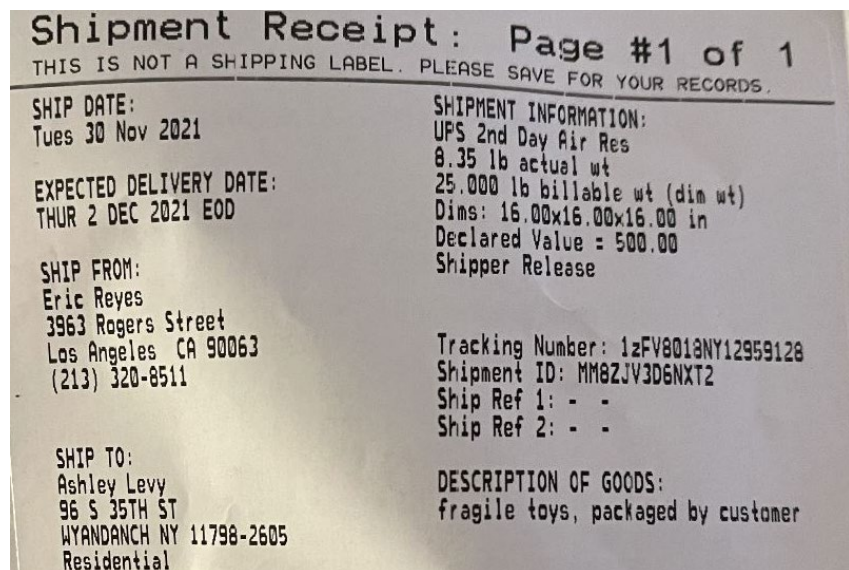 Shipment Receipt: Page #1 of 1
THIS IS NOT A SHIPPING LABEL. PLEASE SAVE FOR YOUR RECORDS.
SHIP DATE:
Tues 30 Nov 2021
EXPECTED DELIVERY DATE:
THUR 2 DEC 2021 EOD
SHIP FROM:
Eric Reyes
3963 Rogers Street
Los Angeles CA 90063
(213) 320-8511
SHIP TO:
Ashley Levy
96 S 35TH ST
WYANDANCH NY 11798-2605
Residential
SHIPMENT INFORMATION:
UPS 2nd Day Air Res
8.35 lb actual wt
25.000 lb billable wt (dim wt)
Dims: 16.00x16.00x16.00 in
Declared Value = 500.00
Shipper Release
Tracking Number: 1zFV8018NY12959128
Shipment ID: MM8ZJV3D6NXT2
Ship Ref 1: - -
Ship Ref 2: - -
DESCRIPTION OF GOODS:
fragile toys, packaged by customer